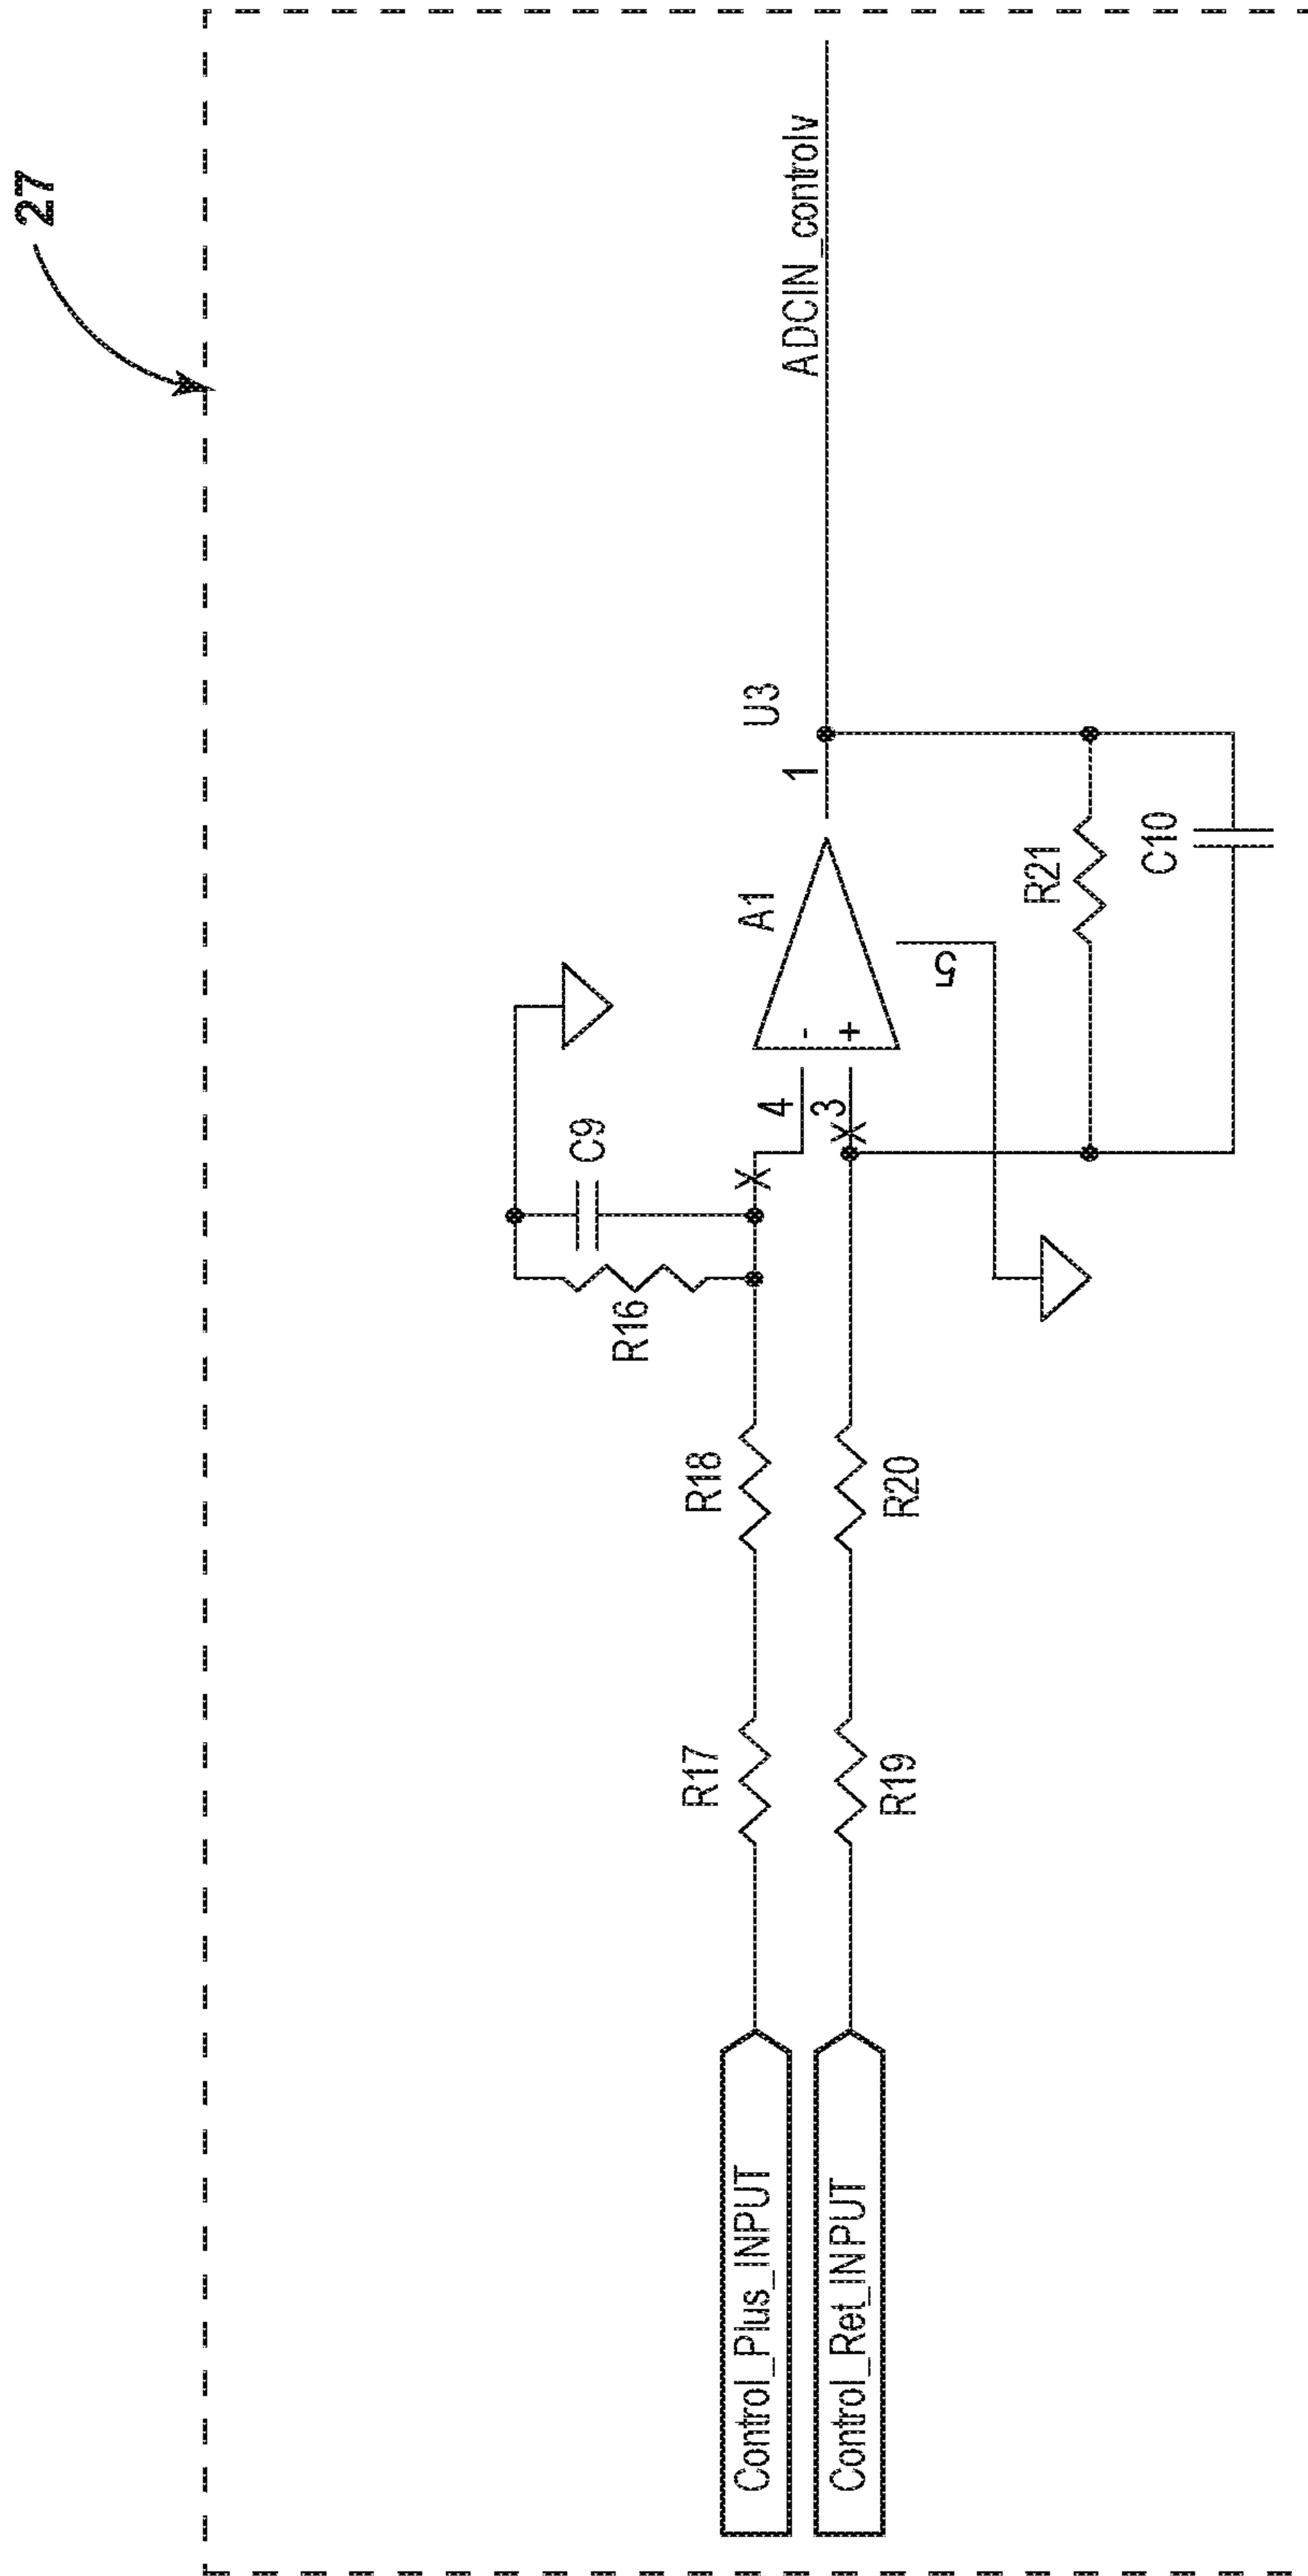 27
ADCIN_controlv
U3
1
A1
-
+
5
4
3
X
X
C9
R16
R21
C10
R18
R20
R17
R19
Control_Plus_INPUT
Control_Ret_INPUT